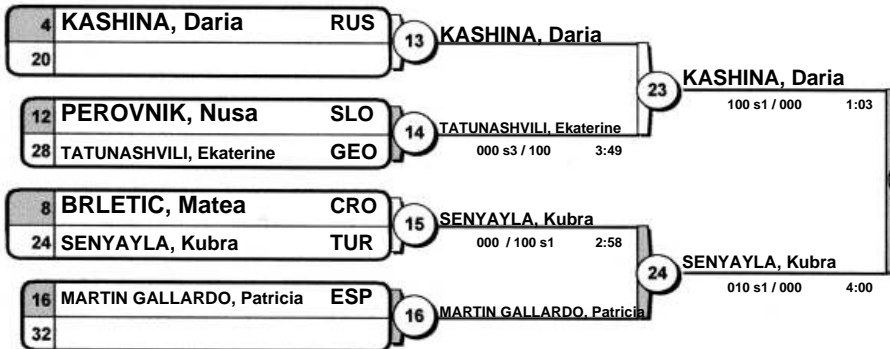 4 KASHINA, Daria RUS
20
13
KASHINA, Daria
12 PEROVNIK, Nusa SLO
28 TATUNASHVILI, Ekaterine GEO
14
TATUNASHVILI, Ekaterine
000 s3 / 100 3:49
23
KASHINA, Daria
100 s1 / 000 1:03
8 BRLETIC, Matea CRO
24 SENYAYLA, Kubra TUR
15
SENYAYLA, Kubra
000 / 100 s1 2:58
16 MARTIN GALLARDO, Patricia ESP
32
16
MARTIN GALLARDO, Patricia
24
SENYAYLA, Kubra
010 s1 / 000 4:00